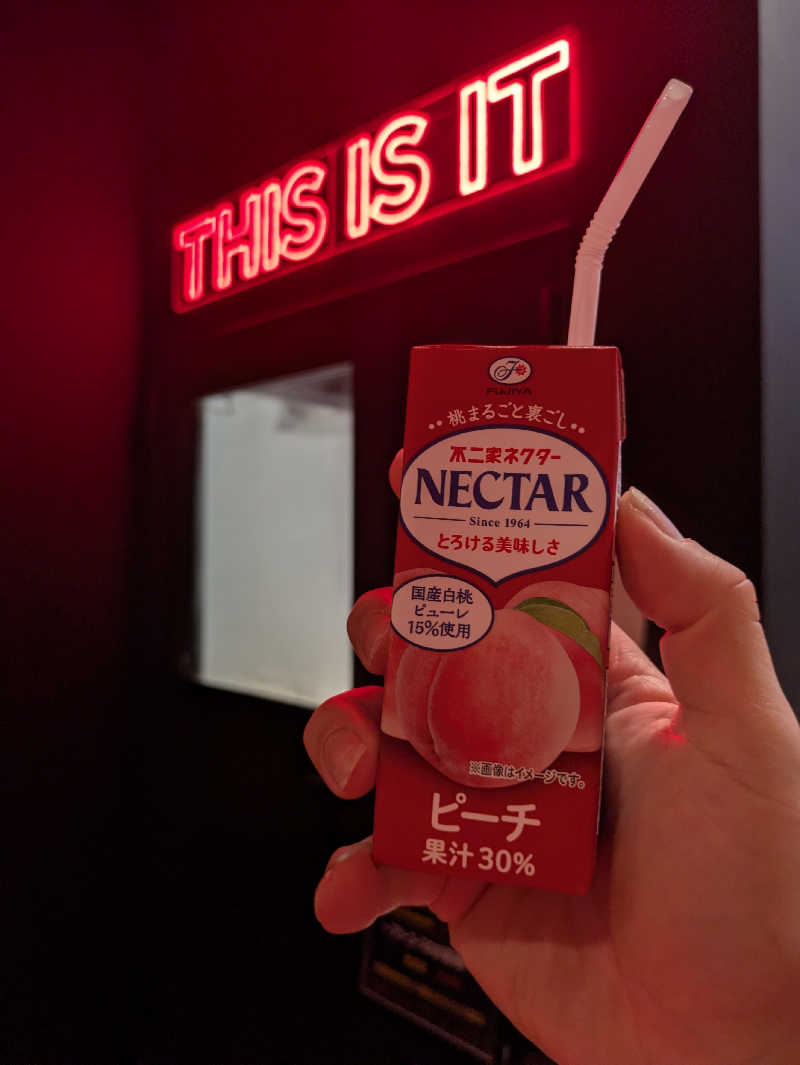 THIS IS IT
FUJIYA
桃まるごと裏ごし
不二家ネクター
NECTAR
Since 1964
とろける美味しさ
国産白桃
ピューレ
15%使用
※画像はイメージです。
ピーチ
果汁30%